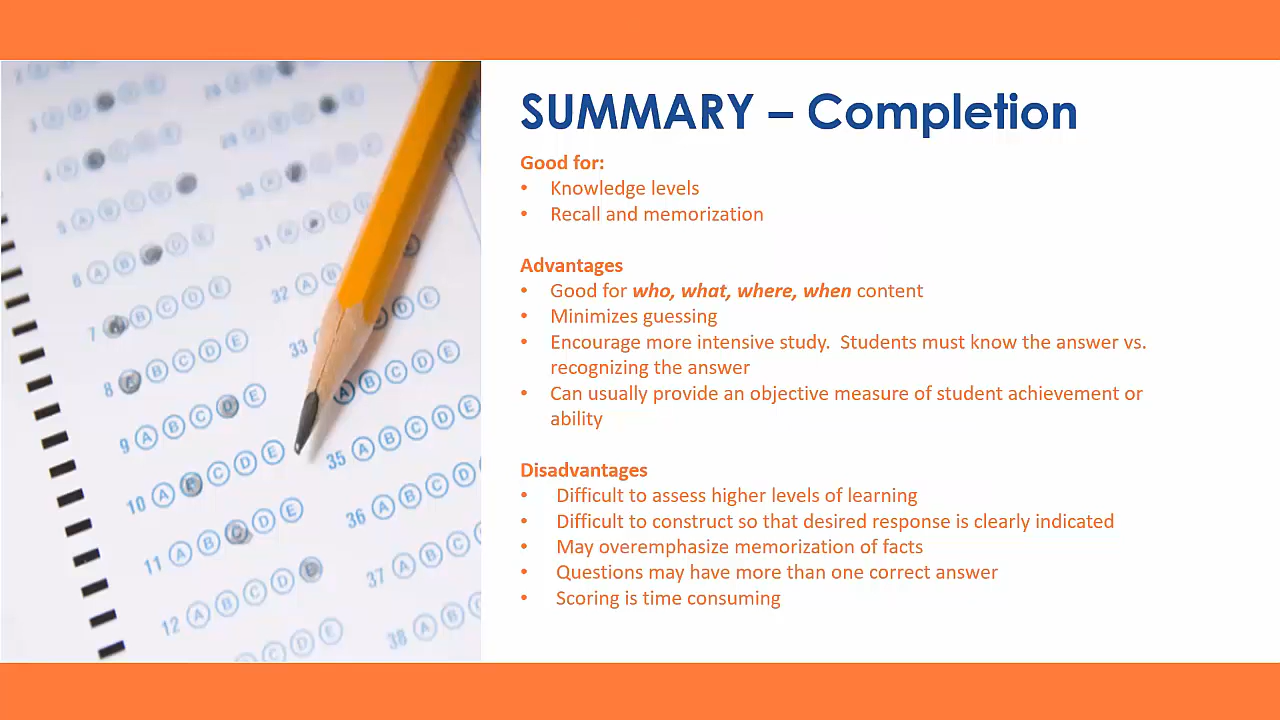 SUMMARY – Completion
Good for:
• Knowledge levels
• Recall and memorization
Advantages
• Good for who, what, where, when content
• Minimizes guessing
• Encourage more intensive study.  Students must know the answer vs.
recognizing the answer
• Can usually provide an objective measure of student achievement or
ability
Disadvantages
• Difficult to assess higher levels of learning
• Difficult to construct so that desired response is clearly indicated
• May overemphasize memorization of facts
• Questions may have more than one correct answer
• Scoring is time consuming